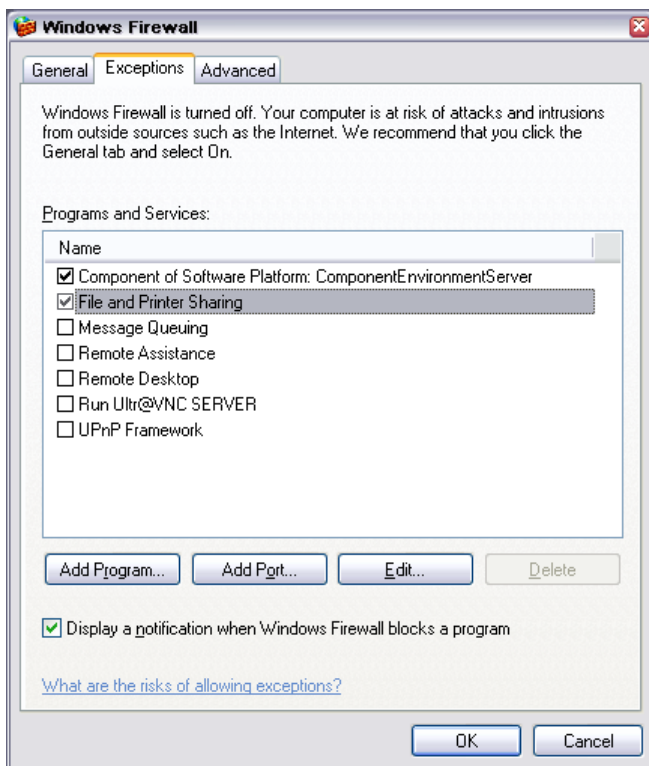 Windows Firewall
General Exceptions Advanced
Windows Firewall is turned off. Your computer is at risk of attacks and intrusions
from outside sources such as the Internet. We recommend that you click the
General tab and select On.
Programs and Services:
Name
Component of Software Platform: ComponentEnvironmentServer
File and Printer Sharing
Message Queuing
Remote Assistance
Remote Desktop
Run Ultr@VNC SERVER
UPnP Framework
Add Program... Add Port... Edit... Delete
Display a notification when Windows Firewall blocks a program
What are the risks of allowing exceptions?
OK Cancel